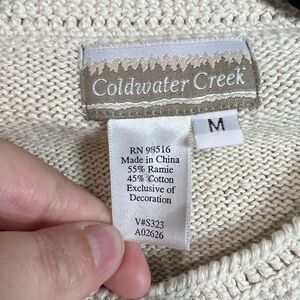 Coldwater Creek
M
RN 98516
Made in China
55% Ramie
45% Cotton
Exclusive of
Decoration
V#S323
A02626